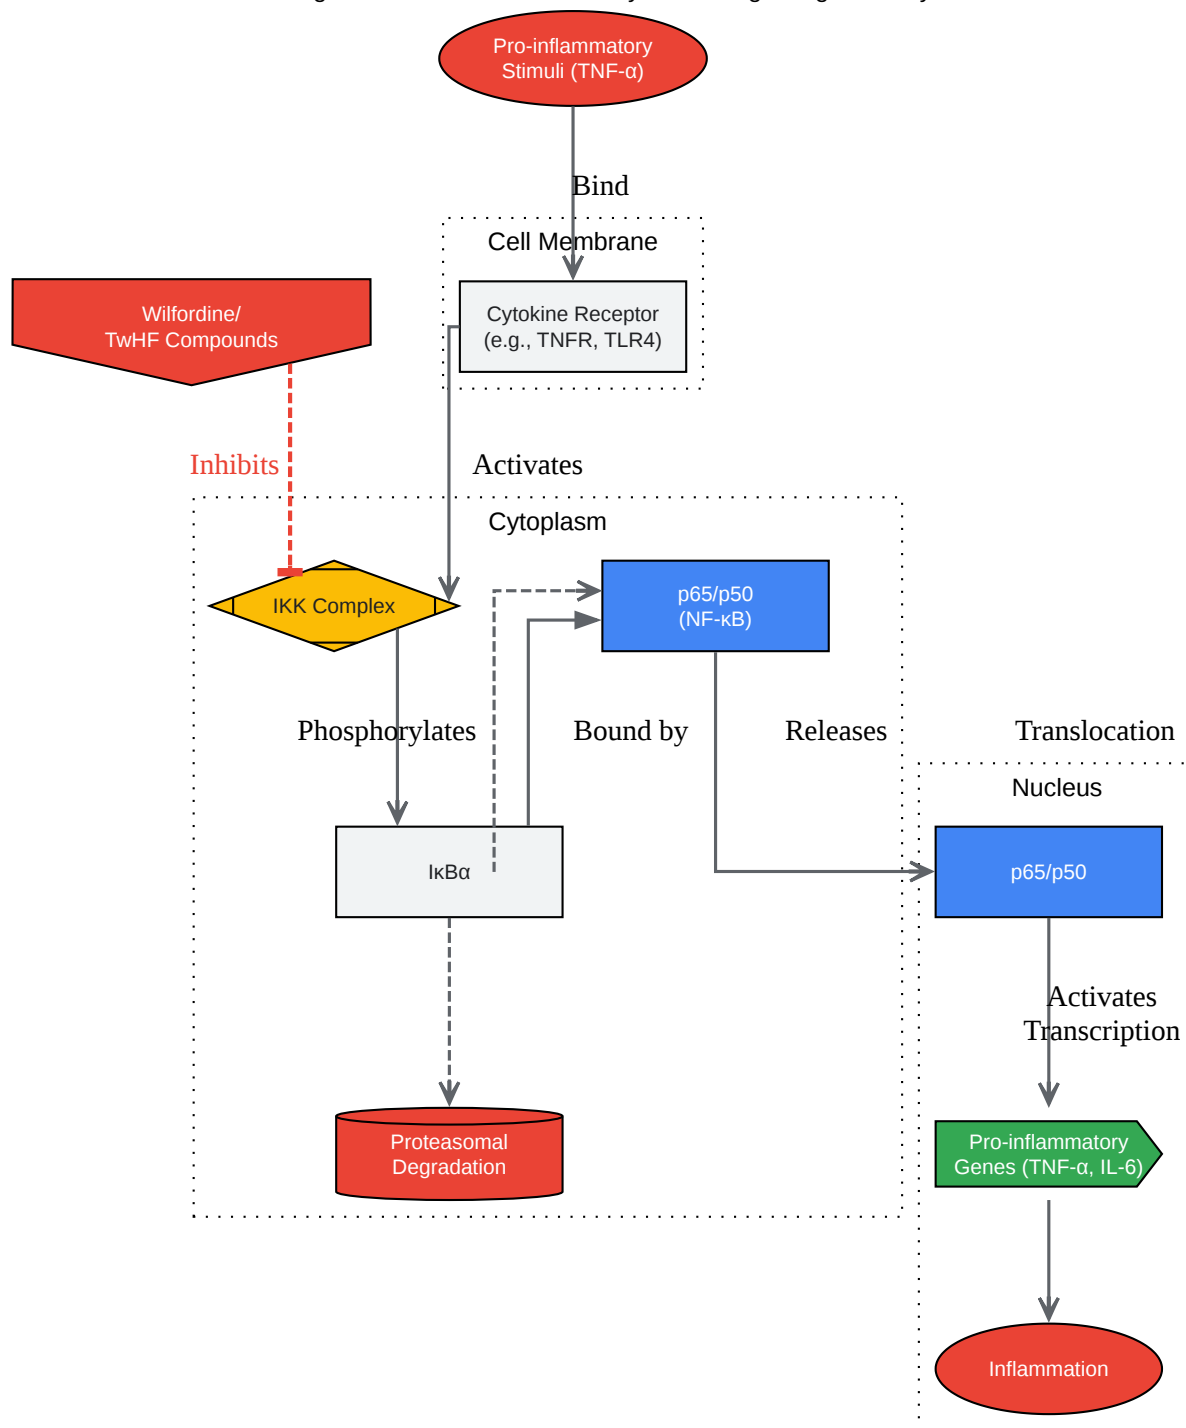 Pro-inflammatory
Stimuli (TNF-α)
Bind
Cell Membrane
Cytokine Receptor
(e.g., TNFR, TLR4)
Wilfordine/
TwHF Compounds
Inhibits
Activates
Cytoplasm
IKK Complex
p65/p50
(NF-κB)
Phosphorylates
Bound by
Releases
Translocation
Nucleus
IκBα
p65/p50
Activates
Transcription
Proteasomal
Degradation
Pro-inflammatory
Genes (TNF-α, IL-6)
Inflammation